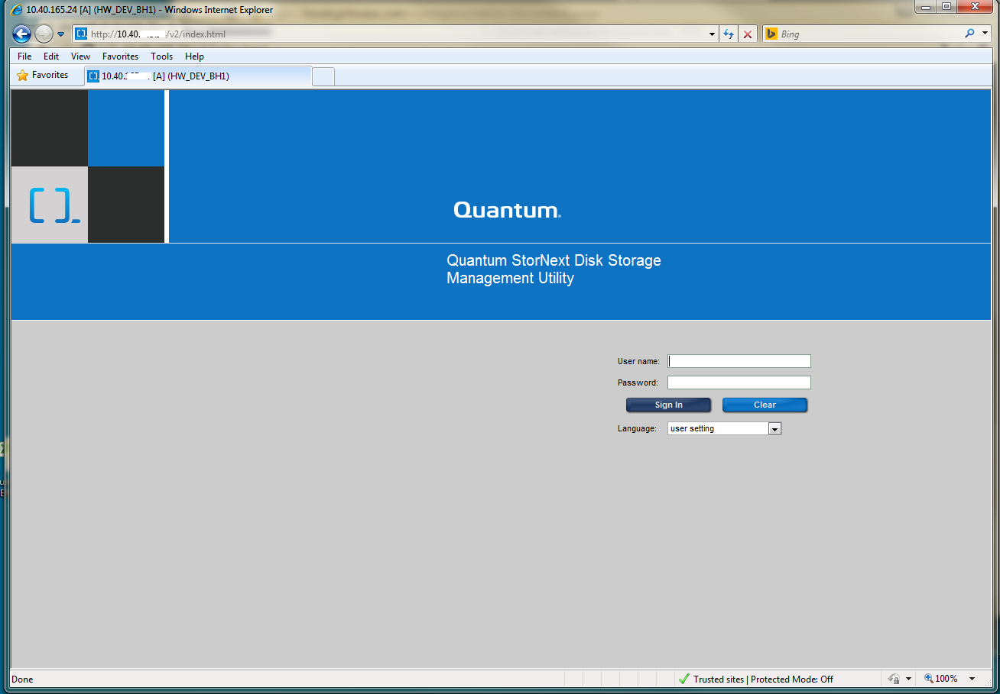 10.40.165.24 [A] (HW_DEV_BH1) - Windows Internet Explorer
http://10.40. /v2/index.html
Bing
File Edit View Favorites Tools Help
Favorites
10.40. [A] (HW_DEV_BH1)
Quantum.
Quantum StorNext Disk Storage
Management Utility
User name:
Password:
Sign In Clear
Language: user setting
Done
Trusted sites | Protected Mode: Off
100%